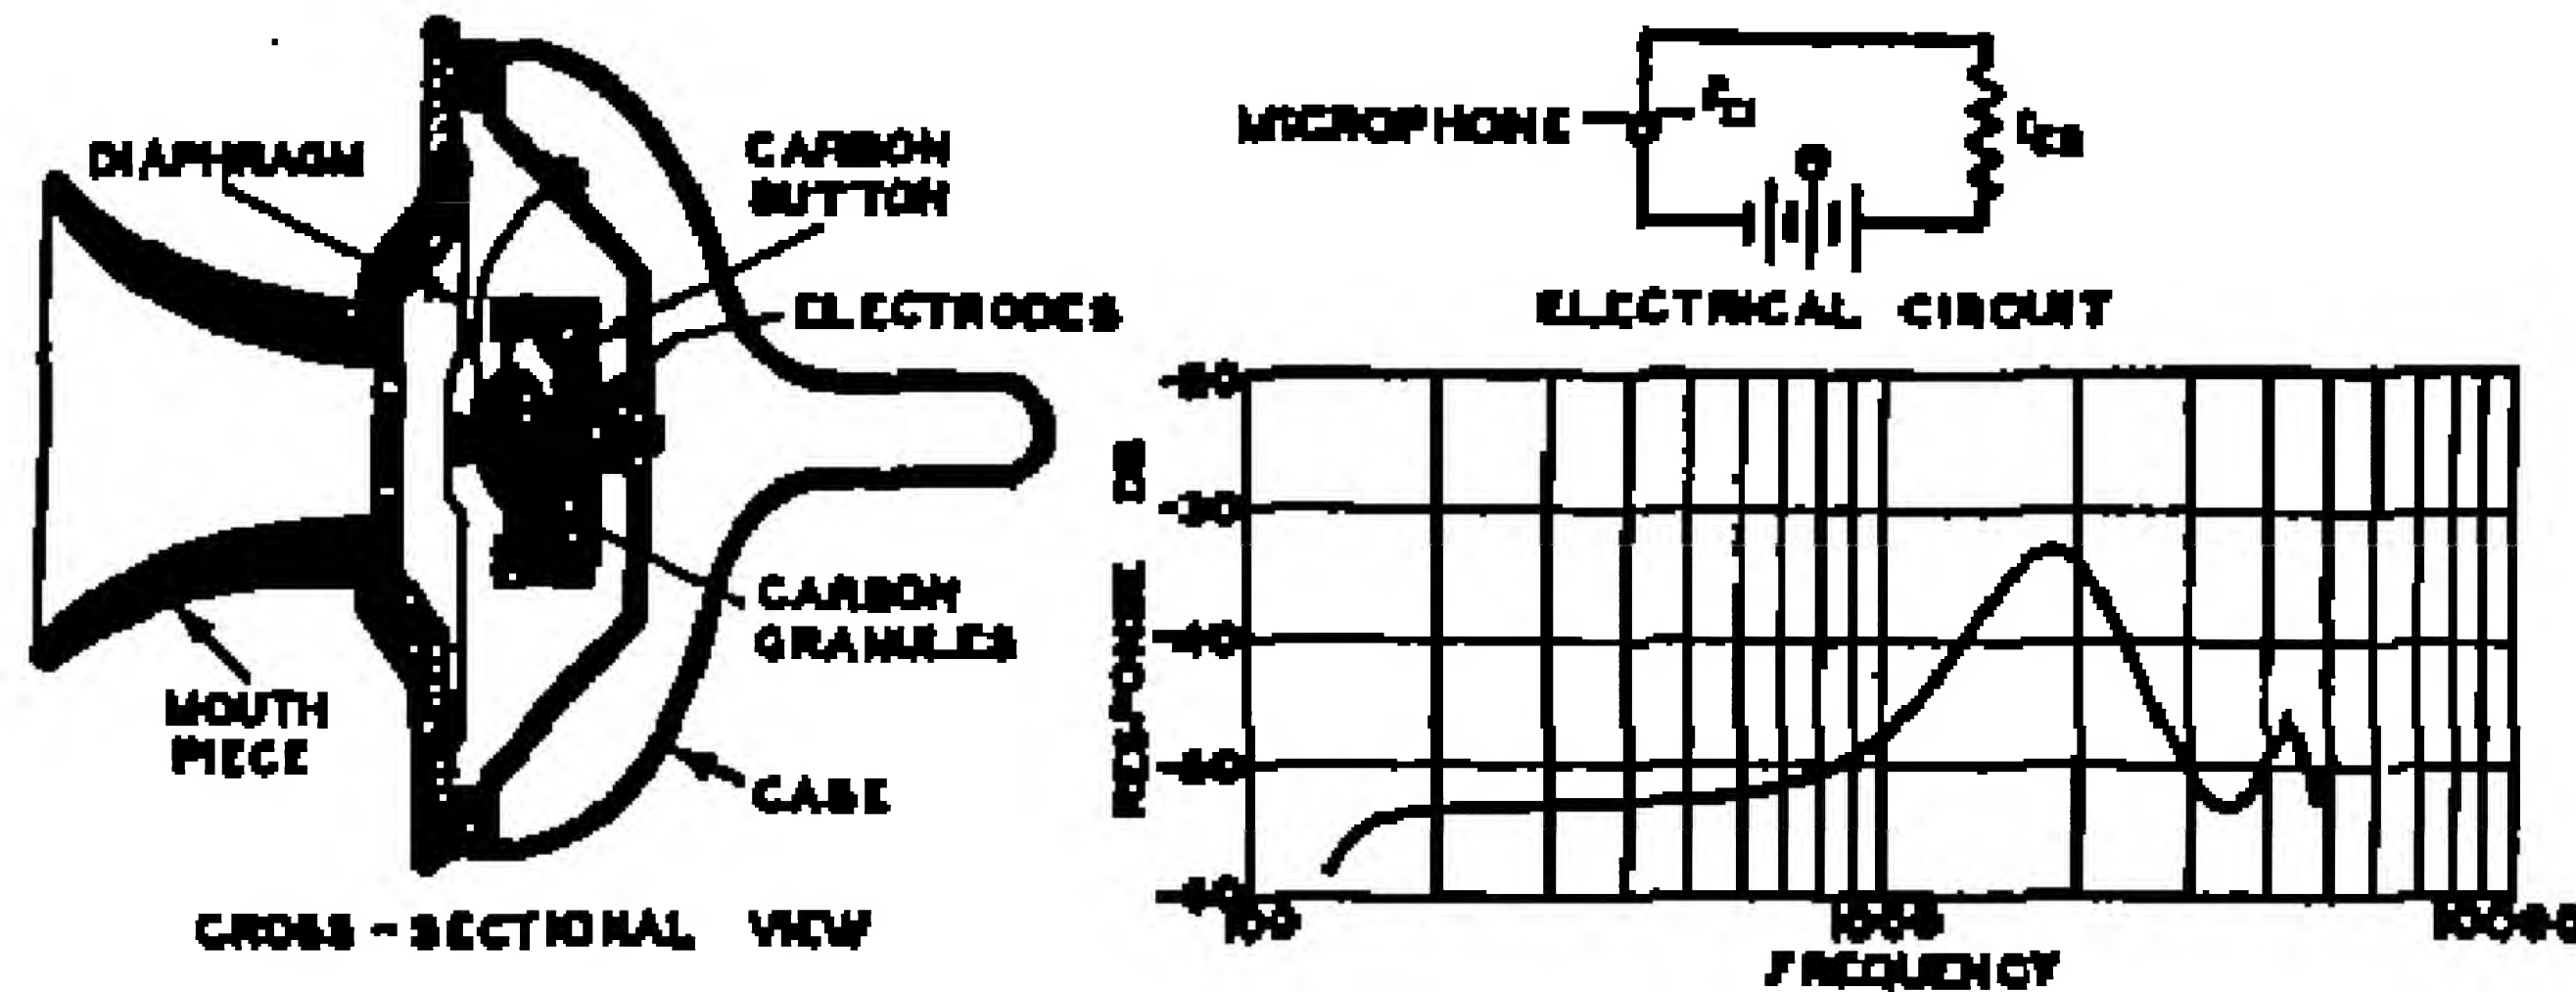 DIAPHRAGM
CARBON
BUTTON
ELECTRODES
CARBON
GRANULES
MOUTH
PIECE
CASE
CROSS-SECTIONAL VIEW
MICROPHONE
ELECTRICAL CIRCUIT
RESPONSE DB
-30
-40
100
1000
10000
FREQUENCY